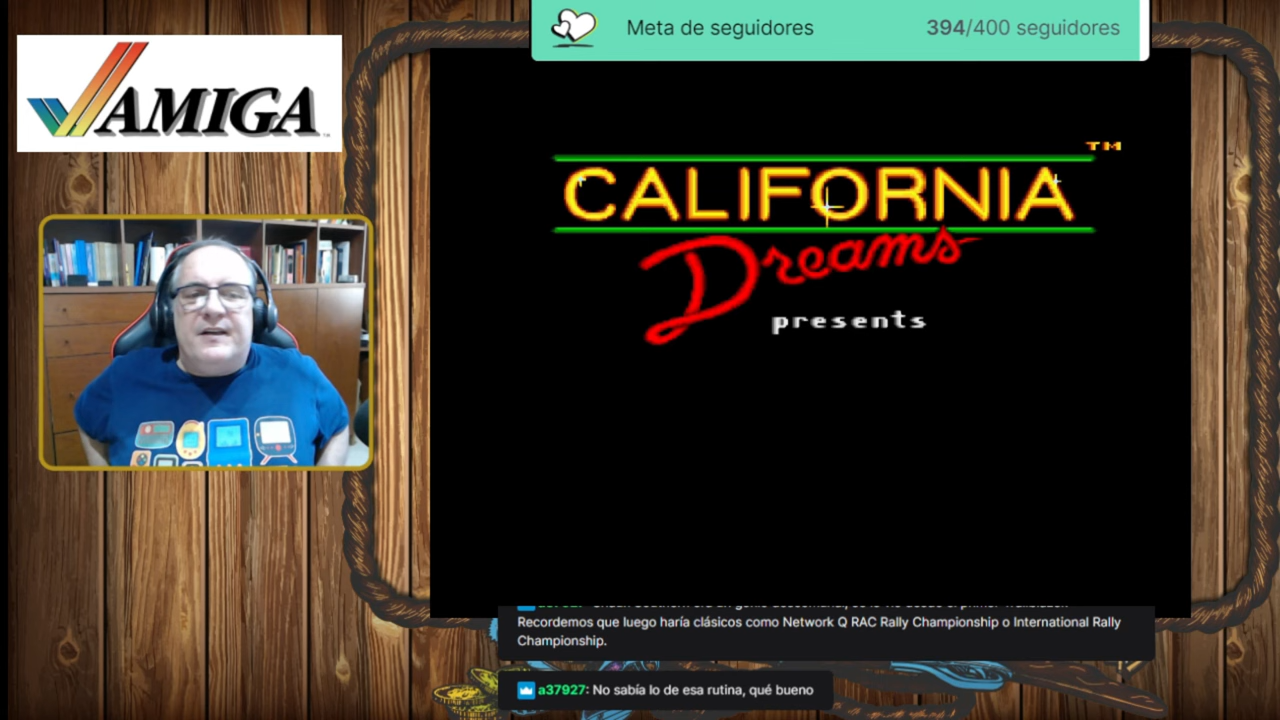 Meta de seguidores
394/400 seguidores
AMIGA
TM
CALIFORNIA
Dreams
presents
Recordemos que luego haría clásicos como Network Q RAC Rally Championship o International Rally
Championship.
a37927: No sabía lo de esa rutina, qué bueno